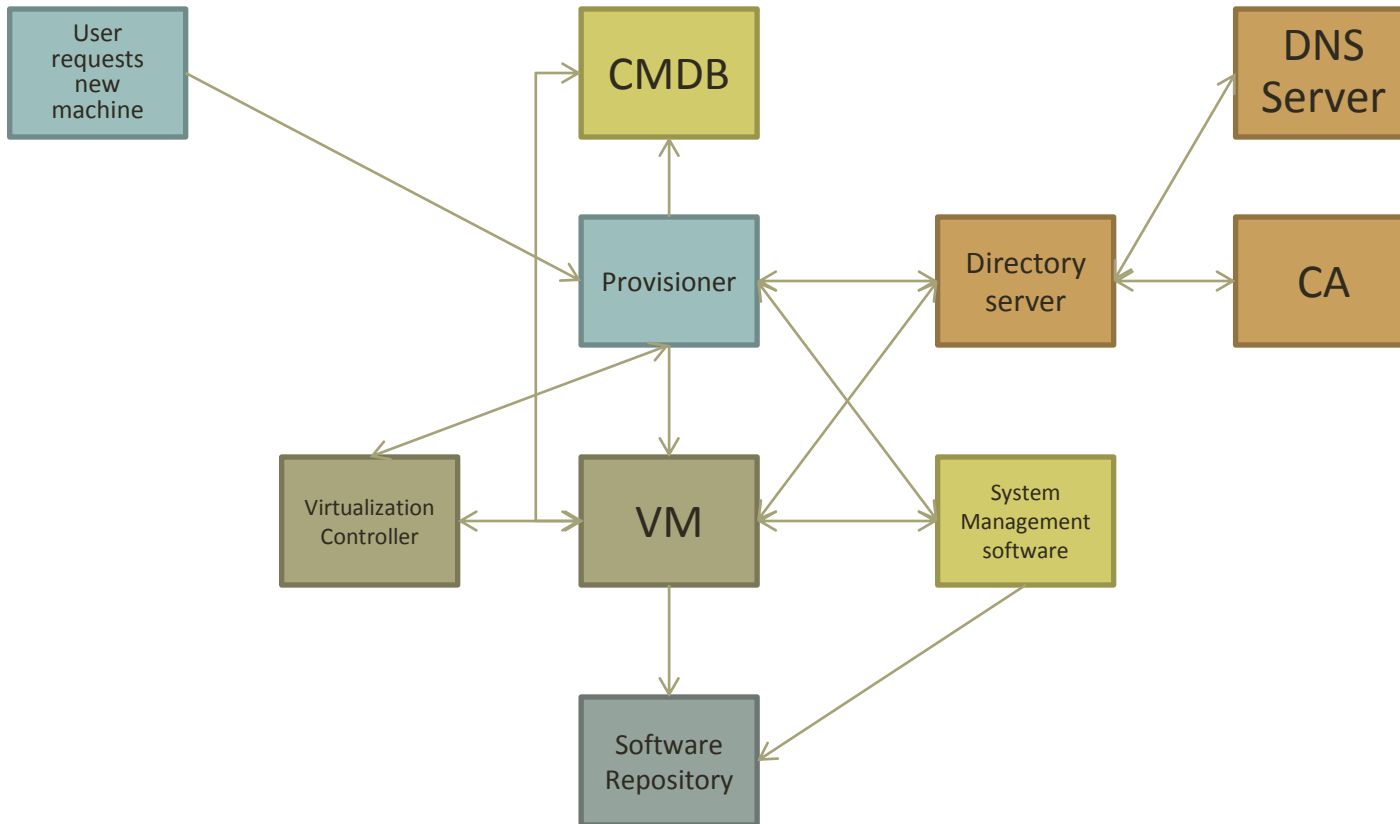 User
requests
new
machine
CMDB
DNS
Server
Provisioner
Directory
server
CA
Virtualization
Controller
VM
System
Management
software
Software
Repository